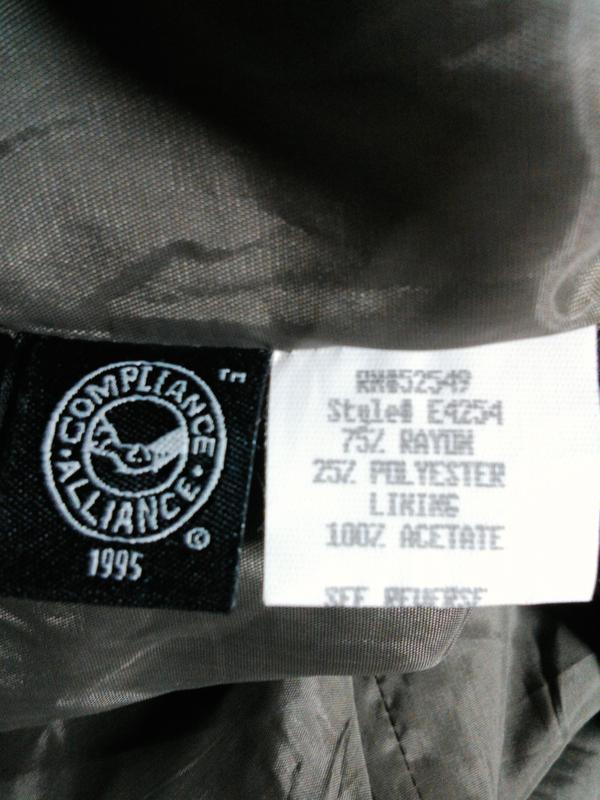 COMPLIANCE
ALLIANCE
TM
©
1995
RN#52549
Style# E4254
75% RAYON
25% POLYESTER
LINING
100% ACETATE
SEE REVERSE